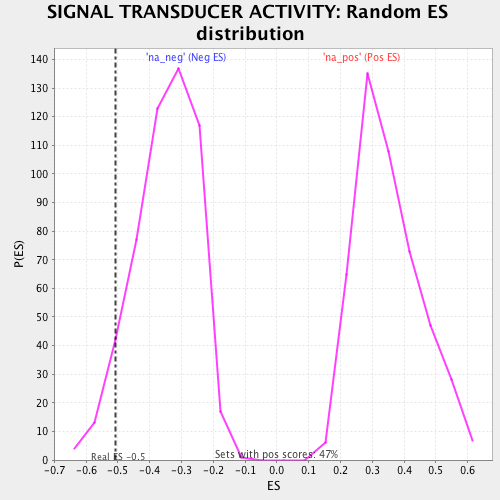 SIGNAL TRANSDUCER ACTIVITY: Random ES
distribution
'na_neg' (Neg ES)
'na_pos' (Pos ES)
140
130
120
110
100
90
80
70
60
50
40
30
20
10
0
P(ES)
Real ES -0.5
Sets with pos scores: 47%
-0.7 -0.6 -0.5 -0.4 -0.3 -0.2 -0.1 0.0 0.1 0.2 0.3 0.4 0.5 0.6
ES